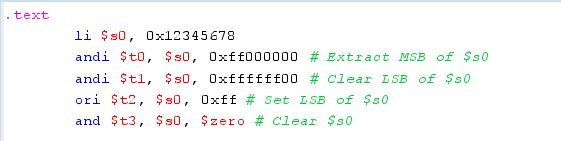 .text
li $s0, 0x12345678
andi $t0, $s0, 0xff000000 # Extract MSB of $s0
andi $t1, $s0, 0xffffff00 # Clear LSB of $s0
ori $t2, $s0, 0xff # Set LSB of $s0
and $t3, $s0, $zero # Clear $s0